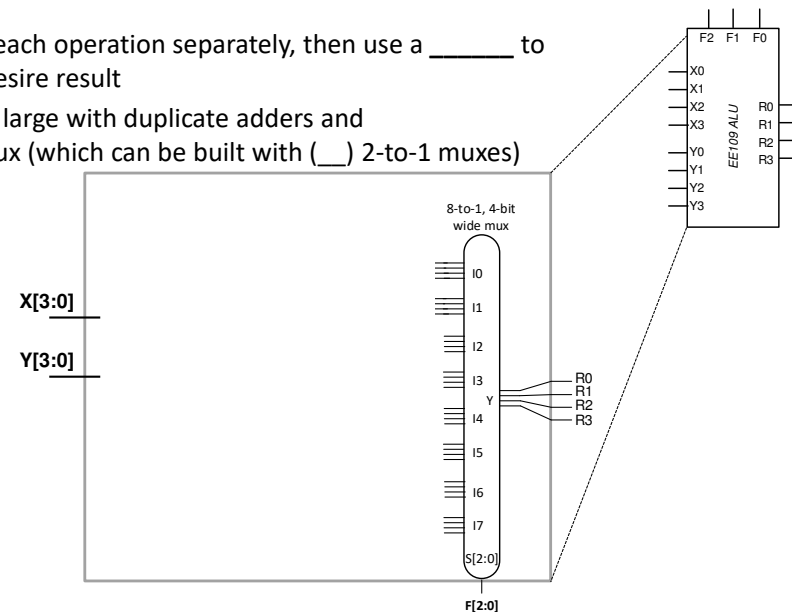 each operation separately, then use a ______ to
esire result
large with duplicate adders and
ux (which can be built with (__) 2-to-1 muxes)
F2 F1 F0
X0
X1
X2
X3
Y0
Y1
Y2
Y3
EE109 ALU
R0
R1
R2
R3
8-to-1, 4-bit
wide mux
X[3:0]
Y[3:0]
I0
I1
I2
I3
I4
I5
I6
I7
Y
R0
R1
R2
R3
S[2:0]
F[2:0]